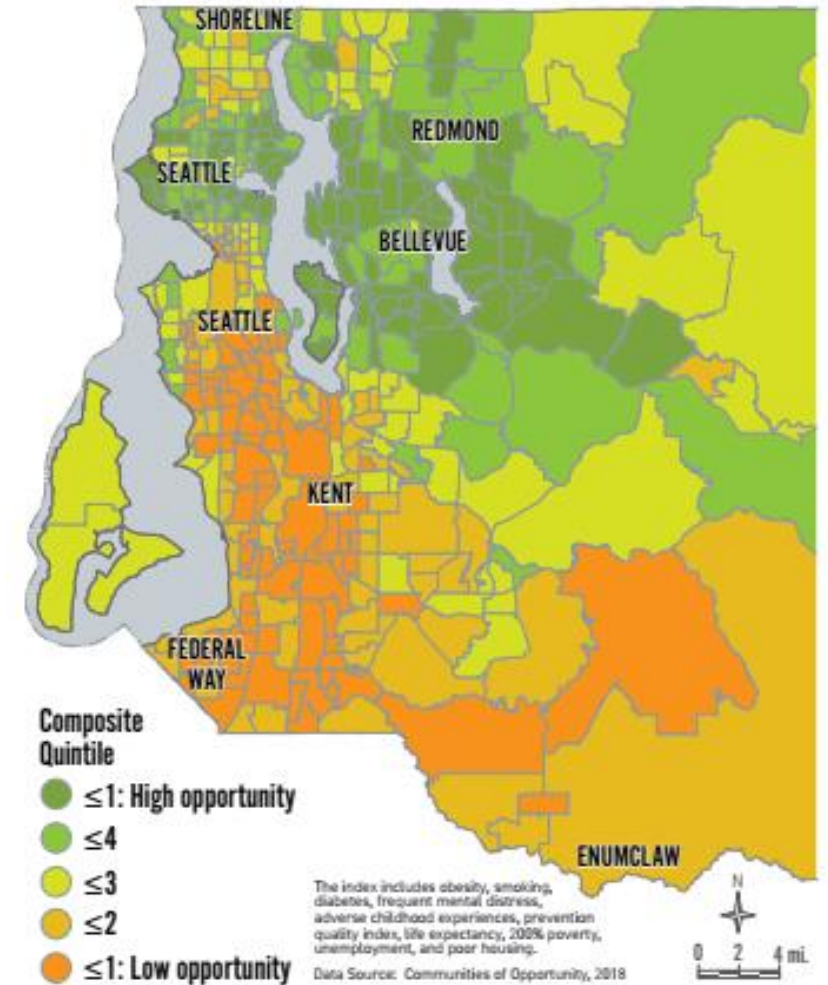 SHORELINE
REDMOND
SEATTLE
BELLEVUE
SEATTLE
KENT
FEDERAL
WAY
Composite
Quintile
≤1: High opportunity
≤4
≤3
≤2
≤1: Low opportunity
ENUMCLAW
The index includes obesity, smoking,
diabetes, frequent mental distress,
adverse childhood experiences, prevention
quality index, life expectancy, 200% poverty,
unemployment, and poor housing.
Data Source: Communities of Opportunity, 2018
N
0 2 4 mi.